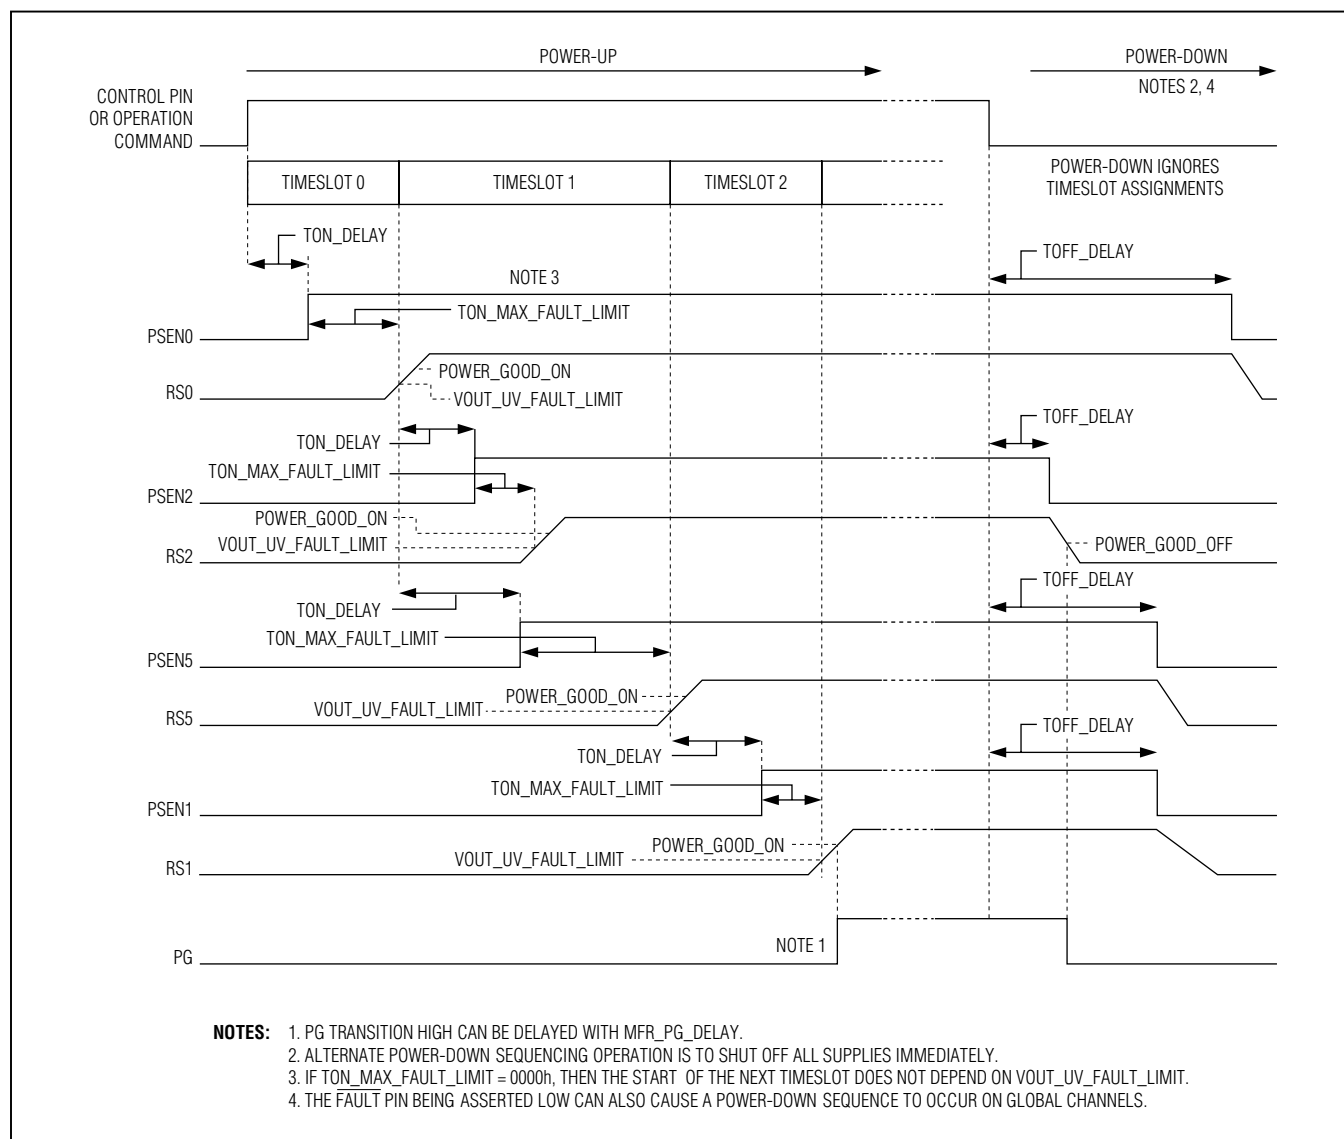 POWER-UP
POWER-DOWN
NOTES 2, 4
CONTROL PIN
OR OPERATION
COMMAND
TIMESLOT 0
TIMESLOT 1
TIMESLOT 2
POWER-DOWN IGNORES
TIMESLOT ASSIGNMENTS
TON_DELAY
TOFF_DELAY
NOTE 3
TON_MAX_FAULT_LIMIT
PSEN0
POWER_GOOD_ON
RS0
VOUT_UV_FAULT_LIMIT
TOFF_DELAY
TON_DELAY
TON_MAX_FAULT_LIMIT
PSEN2
POWER_GOOD_ON
VOUT_UV_FAULT_LIMIT
POWER_GOOD_OFF
RS2
TOFF_DELAY
TON_DELAY
TON_MAX_FAULT_LIMIT
PSEN5
POWER_GOOD_ON
VOUT_UV_FAULT_LIMIT
RS5
TOFF_DELAY
TON_DELAY
TON_MAX_FAULT_LIMIT
PSEN1
POWER_GOOD_ON
VOUT_UV_FAULT_LIMIT
RS1
NOTE 1
PG
NOTES: 1. PG TRANSITION HIGH CAN BE DELAYED WITH MFR_PG_DELAY.
2. ALTERNATE POWER-DOWN SEQUENCING OPERATION IS TO SHUT OFF ALL SUPPLIES IMMEDIATELY.
3. IF TON_MAX_FAULT_LIMIT = 0000h, THEN THE START OF THE NEXT TIMESLOT DOES NOT DEPEND ON VOUT_UV_FAULT_LIMIT.
4. THE FAULT PIN BEING ASSERTED LOW CAN ALSO CAUSE A POWER-DOWN SEQUENCE TO OCCUR ON GLOBAL CHANNELS.